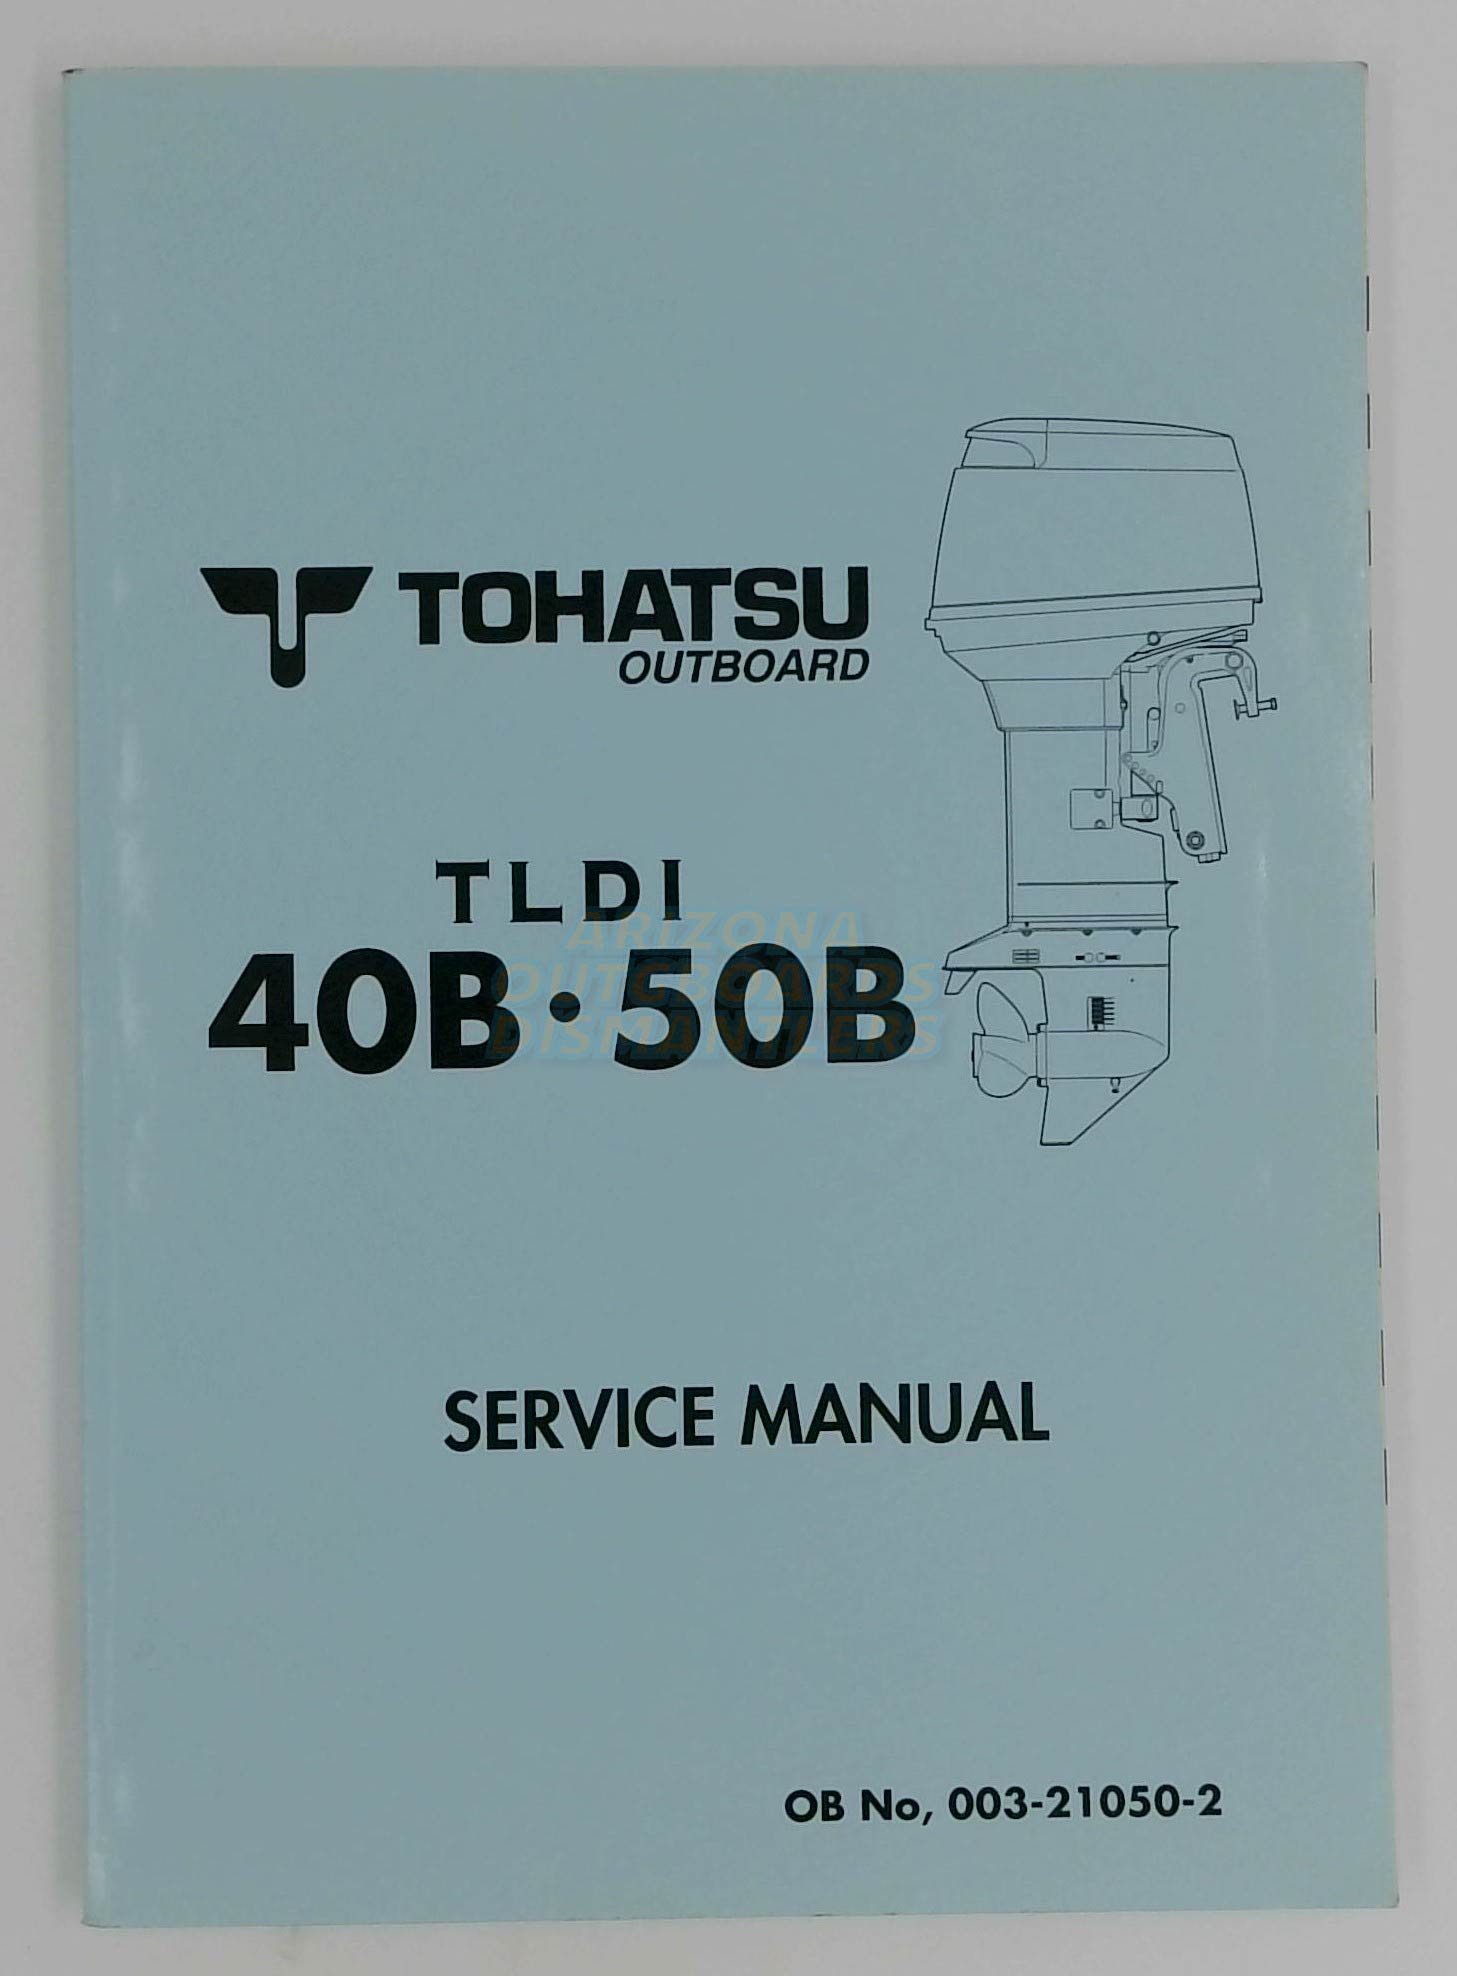 TOHATSU
OUTBOARD
TLDI
40B·50B
ARIZONA
OUTBOARDS
DISMANTLERS
SERVICE MANUAL
OB No, 003-21050-2